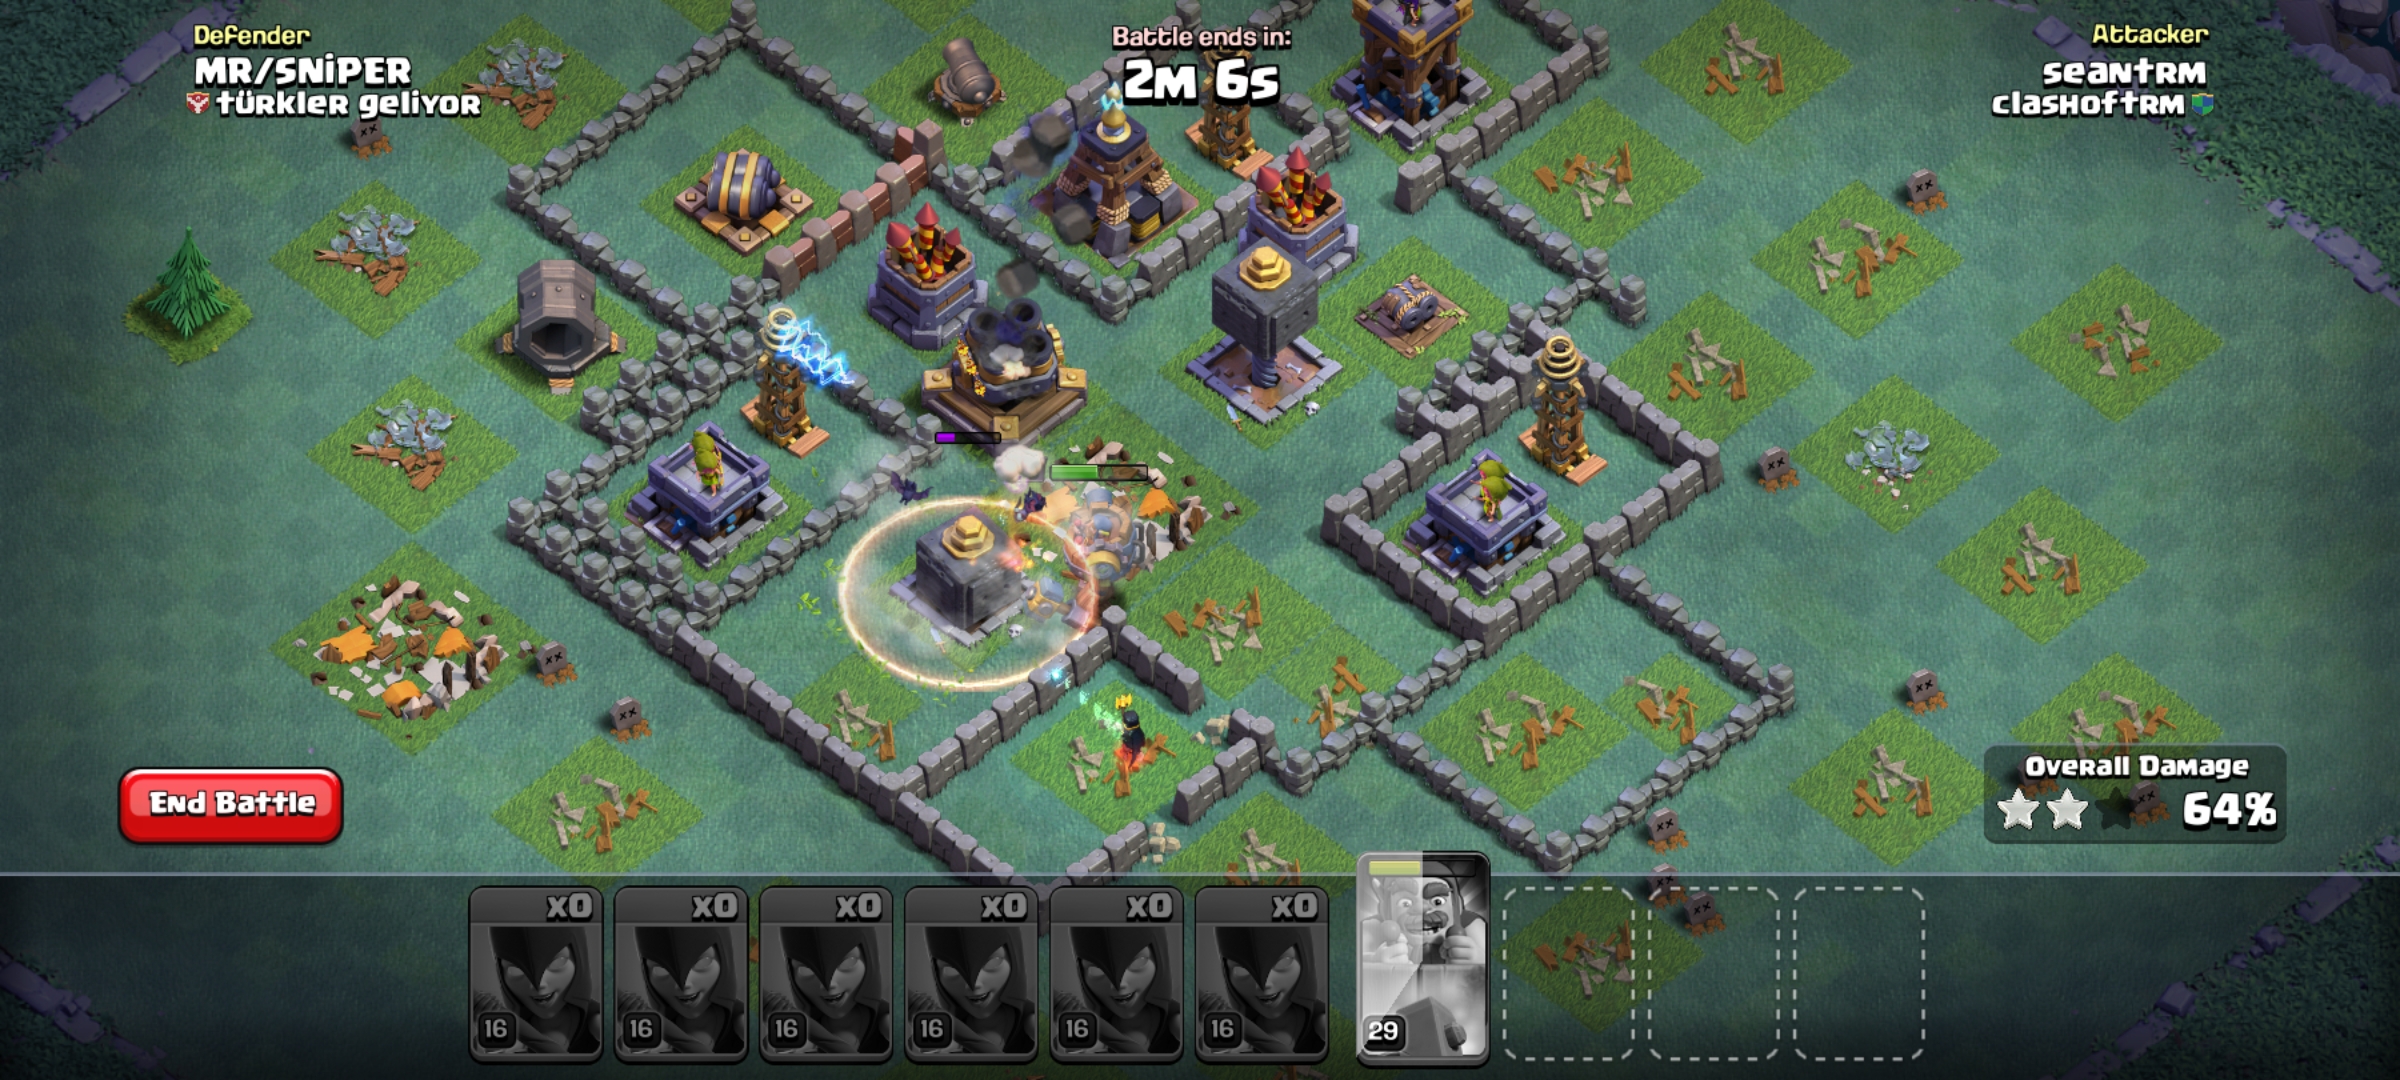 Defender
MR/SNiPER
türkler geliyor
Battle ends in:
2M 6s
Attacker
seantRM
clashoftRM
End Battle
Overall Damage
64%
x0
x0
x0
x0
x0
x0
16
16
16
16
16
16
29